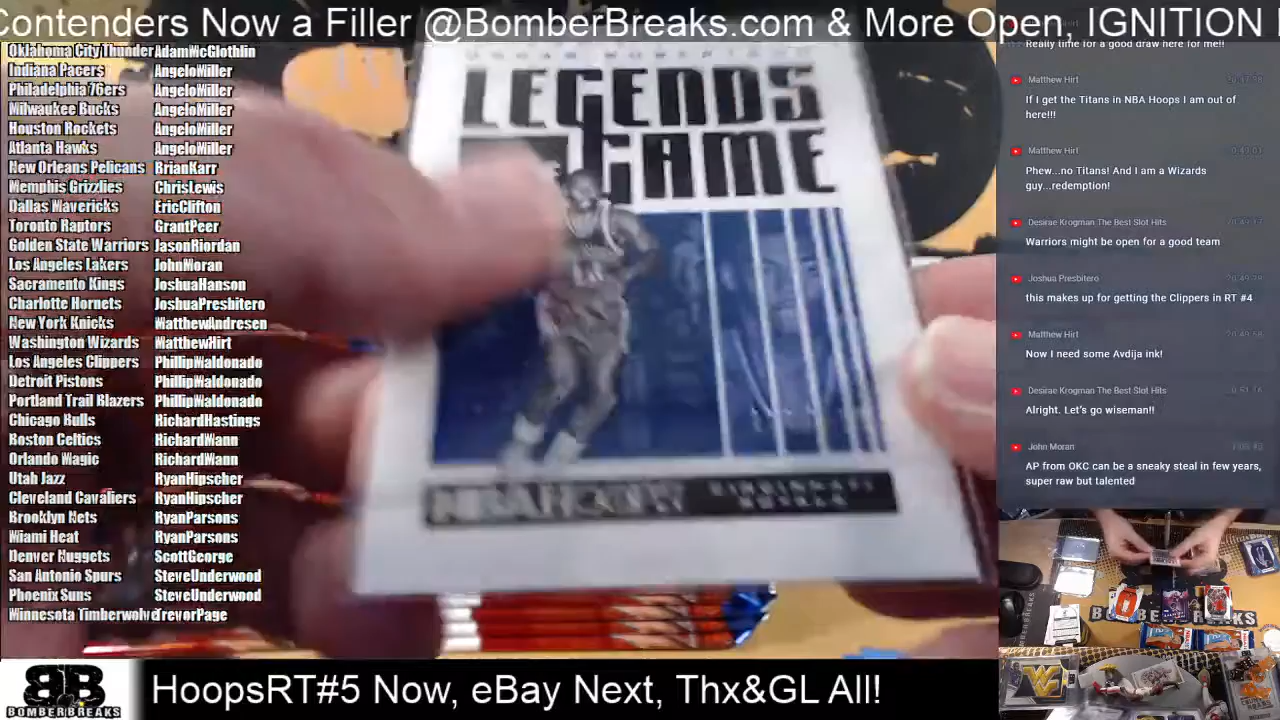 Contenders Now a Filler @BomberBreaks.com & More Open, IGNITION
Oklahoma City Thunder AdamMcGlothlin
Indiana Pacers AngeloMiller
Philadelphia 76ers AngeloMiller
Milwaukee Bucks AngeloMiller
Houston Rockets AngeloMiller
Atlanta Hawks AngeloMiller
New Orleans Pelicans BrianKarr
Memphis Grizzlies ChrisLewis
Dallas Mavericks EricClifton
Toronto Raptors GrantPeer
Golden State Warriors JasonRiordan
Los Angeles Lakers JohnMoran
Sacramento Kings JoshuaHanson
Charlotte Hornets JoshuaPresbitero
New York Knicks MatthewAndresen
Washington Wizards MatthewHirt
Los Angeles Clippers PhillipMaldonado
Detroit Pistons PhillipMaldonado
Portland Trail Blazers PhillipMaldonado
Chicago Bulls RichardHastings
Boston Celtics RichardWann
Orlando Magic RichardWann
Utah Jazz RyanHipscher
Cleveland Cavaliers RyanHipscher
Brooklyn Nets RyanParsons
Miami Heat RyanParsons
Denver Nuggets ScottGeorge
San Antonio Spurs SteveUnderwood
Phoenix Suns SteveUnderwood
Minnesota Timberwolve TrevorPage
LEGENDS
GAME
CINCINNATI
ROYALS
Really time for a good draw here for me!!
Matthew Hirt
If I get the Titans in NBA Hoops I am out of
here!!!
Matthew Hirt
Phew...no Titans! And I am a Wizards
guy...redemption!
Desirae Krogman The Best Slot Hits
Warriors might be open for a good team
Joshua Presbitero
this makes up for getting the Clippers in RT #4
Matthew Hirt
Now I need some Avdija ink!
Desirae Krogman The Best Slot Hits
Alright. Let's go wiseman!!
John Moran
AP from OKC can be a sneaky steal in few years,
super raw but talented
BOMBERBREAKS
BB
BOMBERBREAKS
HoopsRT#5 Now, eBay Next, Thx&GL All!